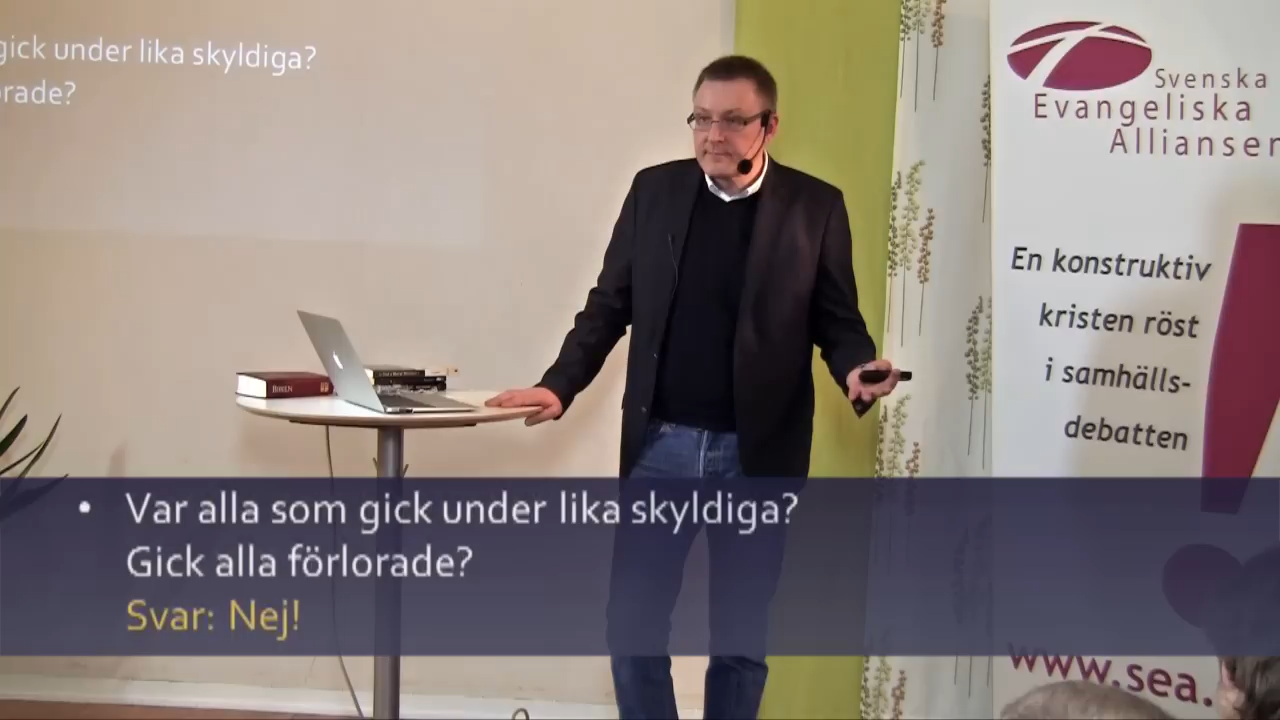 gick under lika skyldiga?
rade?
Svenska
Evangeliska
Alliansen
En konstruktiv
kristen röst
i samhälls-
debatten
BIBELN
• Var alla som gick under lika skyldiga?
Gick alla förlorade?
Svar: Nej!
www.sea.